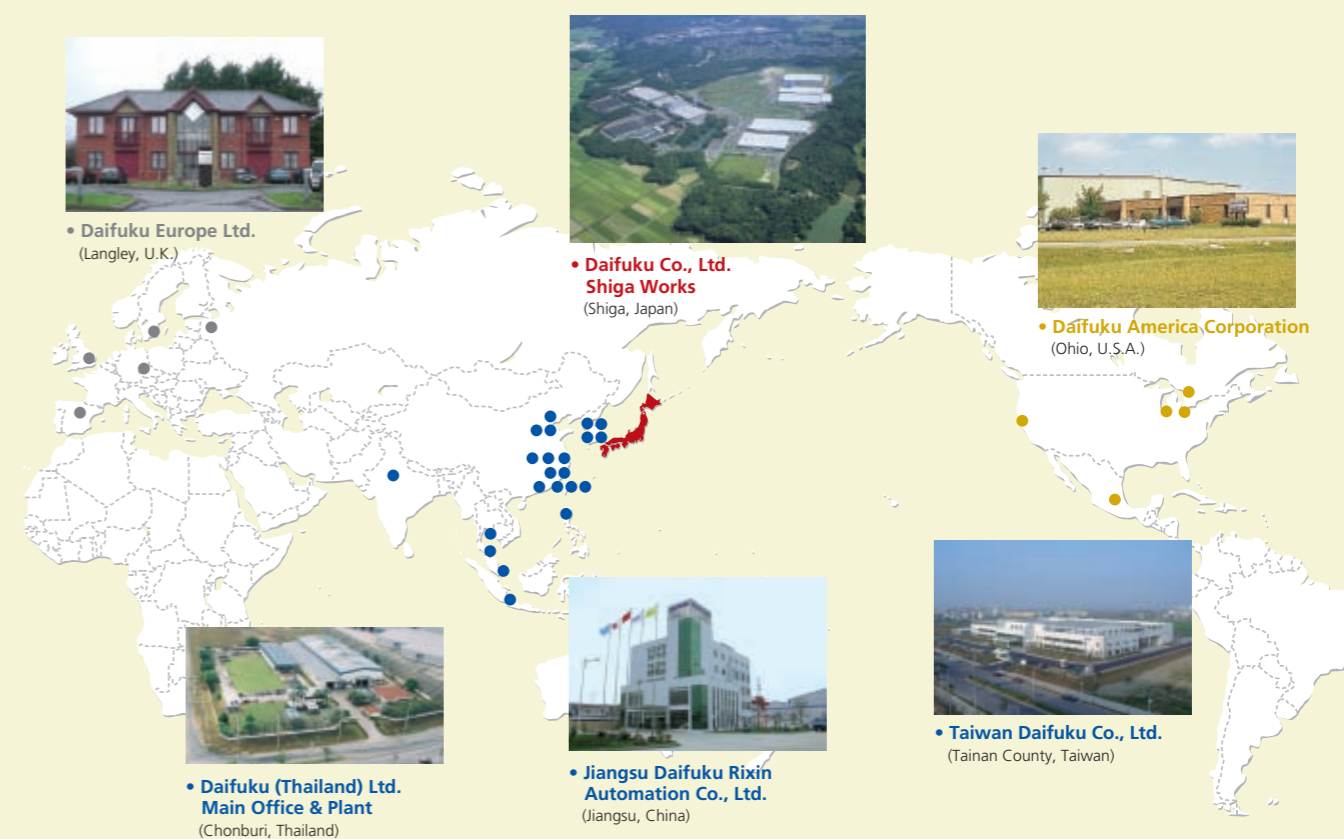 • Daifuku Europe Ltd.
(Langley, U.K.)
• Daifuku Co., Ltd.
Shiga Works
(Shiga, Japan)
• Daifuku America Corporation
(Ohio, U.S.A.)
• Daifuku (Thailand) Ltd.
Main Office & Plant
(Chonburi, Thailand)
• Jiangsu Daifuku Rixin
Automation Co., Ltd.
(Jiangsu, China)
• Taiwan Daifuku Co., Ltd.
(Tainan County, Taiwan)